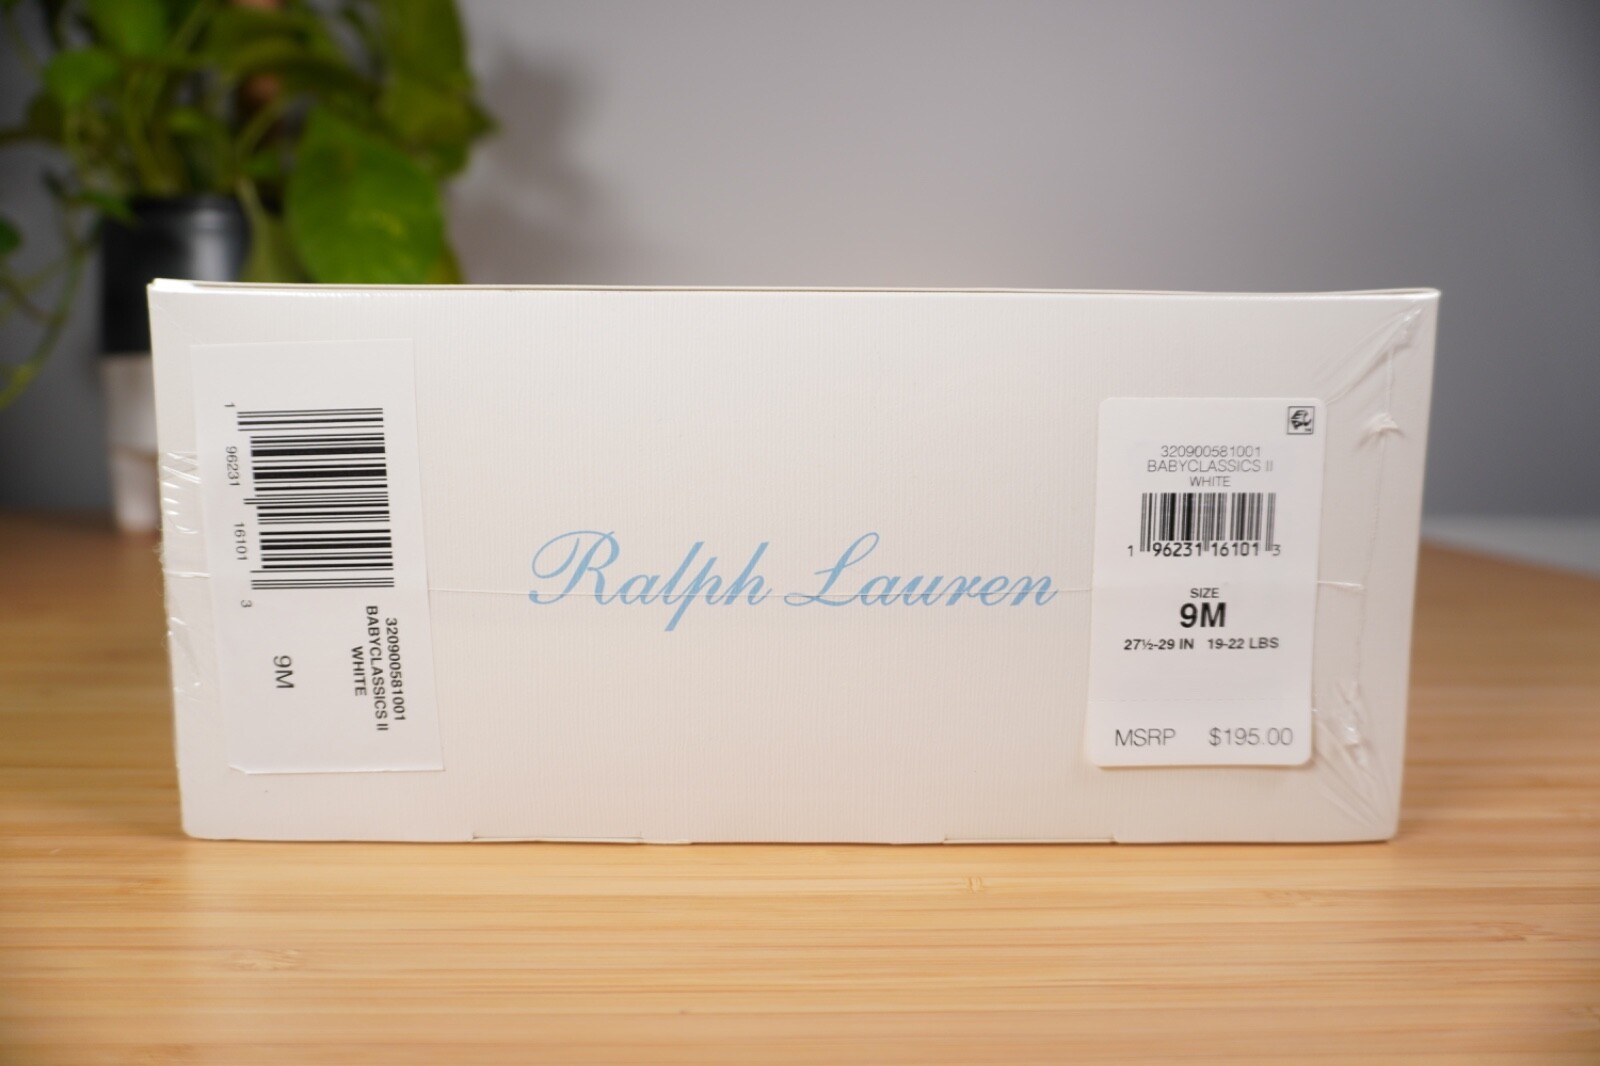 1 96231 16101 3
320900581001
BABYCLASSICS II
WHITE
9M
Ralph Lauren
320900581001
BABYCLASSICS II
WHITE
1 96231 16101 3
SIZE
9M
27½-29 IN 19-22 LBS
MSRP $195.00